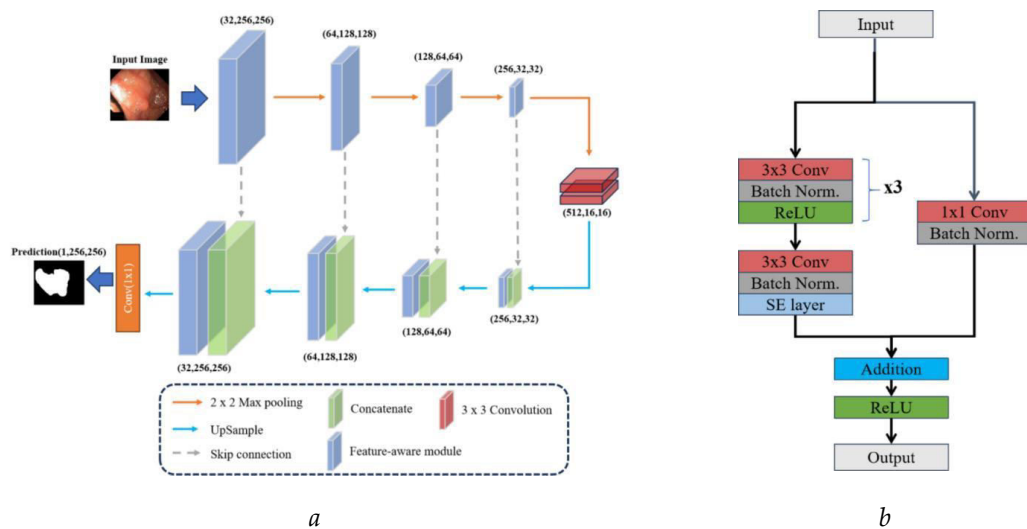 (32,256,256)
(64,128,128)
(128,64,64)
(256,32,32)
Input Image
(512,16,16)
Prediction(1,256,256)
Conv(1x1)
(32,256,256)
(64,128,128)
(128,64,64)
(256,32,32)
2 x 2 Max pooling
Concatenate
3 x 3 Convolution
UpSample
Skip connection
Feature-aware module
a
Input
3x3 Conv
Batch Norm.
ReLU
x3
1x1 Conv
Batch Norm.
3x3 Conv
Batch Norm.
SE layer
Addition
ReLU
Output
b